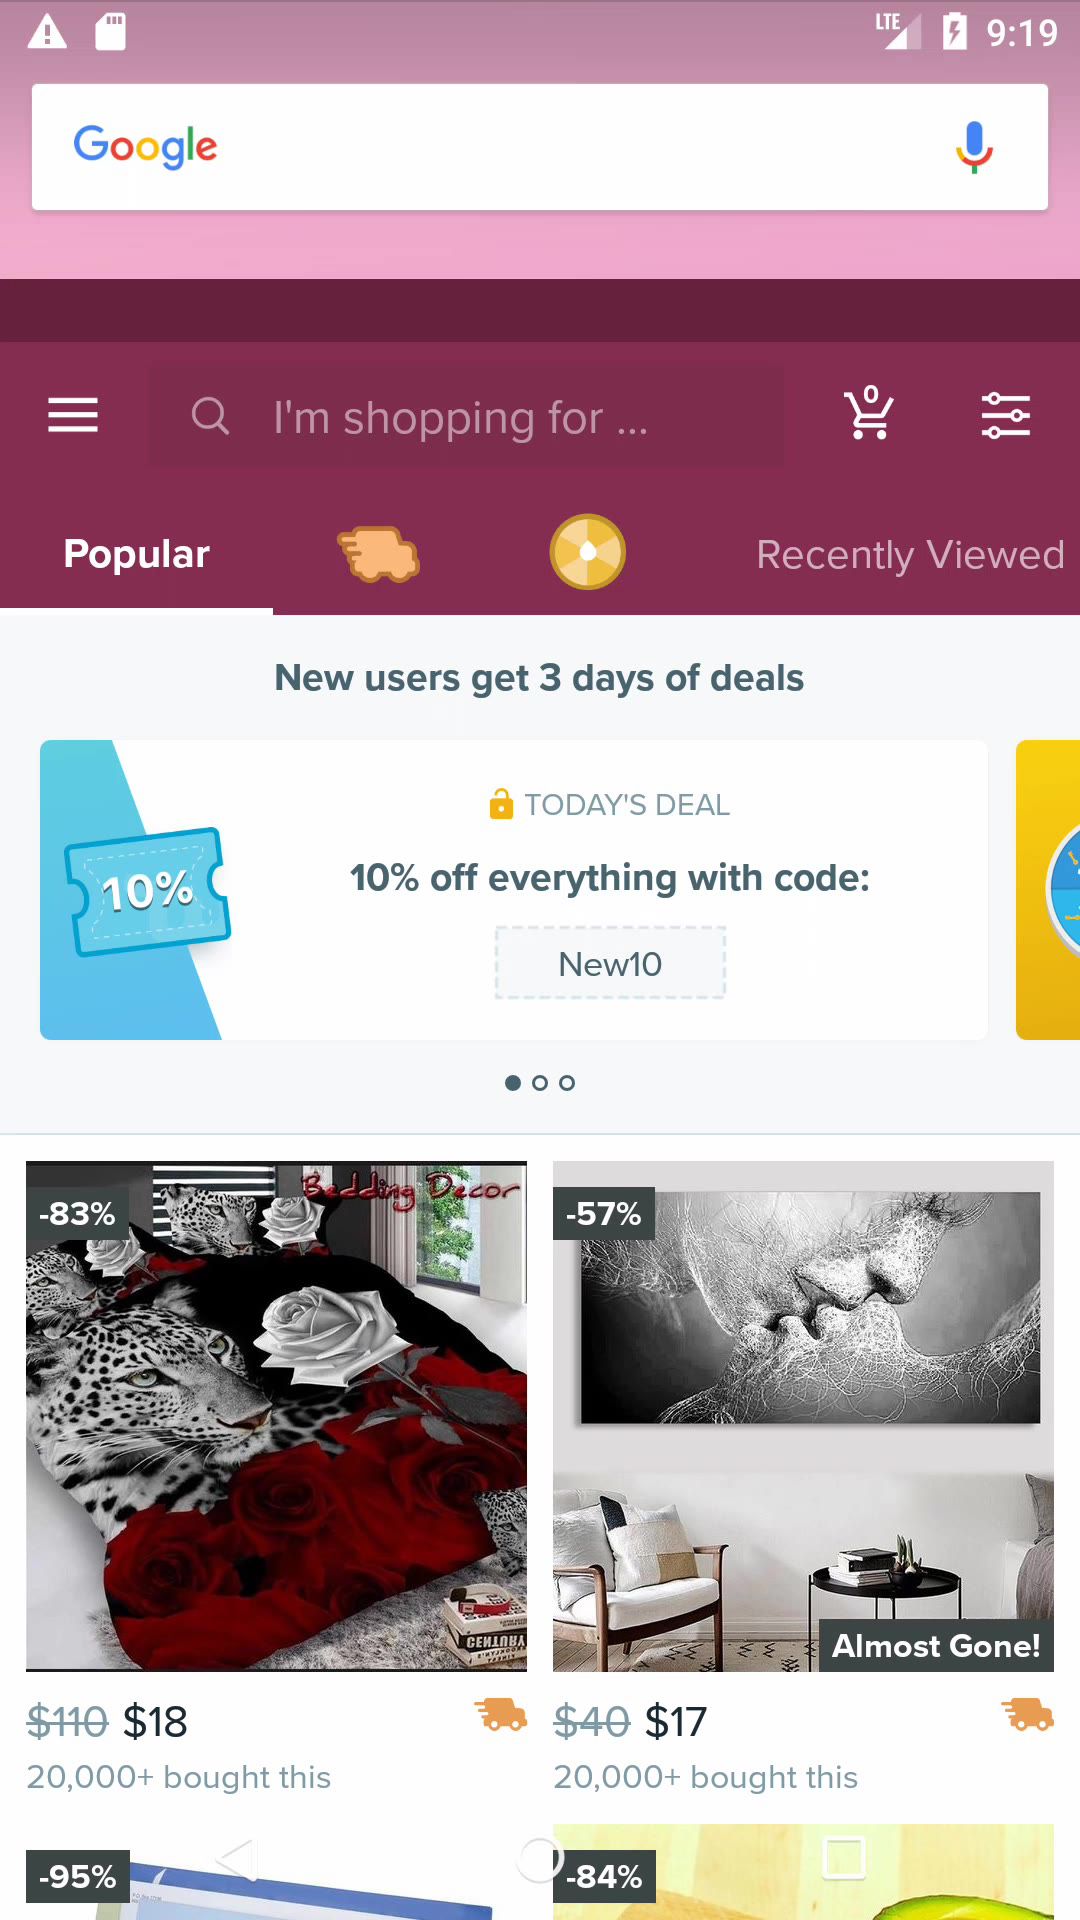 LTE 9:19
Google
0
I'm shopping for ...
Popular
Recently Viewed
New users get 3 days of deals
TODAY'S DEAL
10%
10% off everything with code:
New10
Bedding Decor
-83%
-57%
CENTURY
Almost Gone!
$110 $18
$40 $17
20,000+ bought this
20,000+ bought this
-95%
-84%